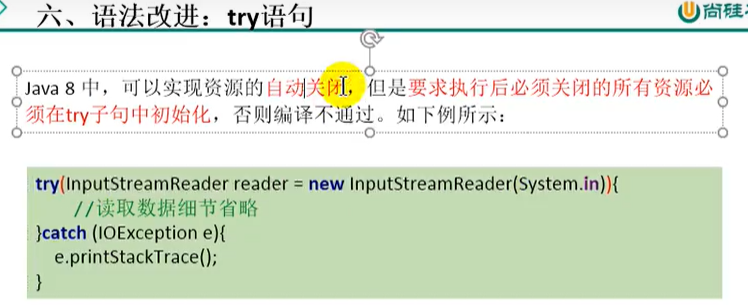 六、语法改进：try语句
尚硅
Java 8 中，可以实现资源的自动关闭，但是要求执行后必须关闭的所有资源必
须在try子句中初始化，否则编译不通过。如下例所示：
try(InputStreamReader reader = new InputStreamReader(System.in)){
//读取数据细节省略
}catch (IOException e){
e.printStackTrace();
}